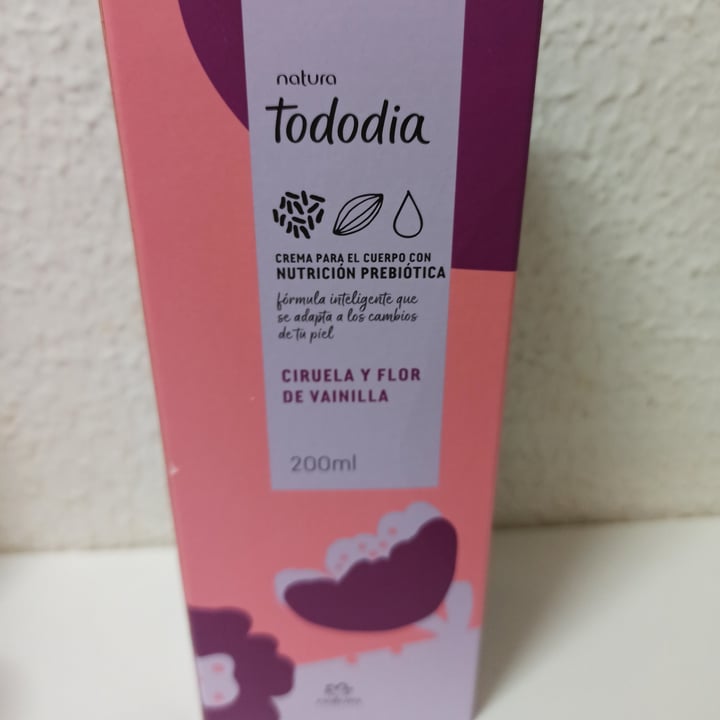 natura
Tododia
CREMA PARA EL CUERPO CON
NUTRICIÓN PREBIÓTICA
fórmula inteligente que
se adapta a los cambios
de tu piel
CIRUELA Y FLOR
DE VAINILLA
200ml